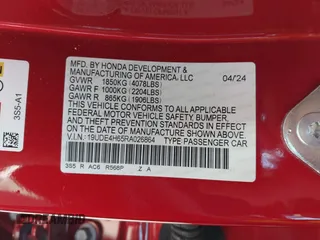 MFD. BY HONDA DEVELOPMENT &
MANUFACTURING OF AMERICA, LLC
GVWR 1850KG (4078LBS) 04/24
GAWR F 1000KG (2204LBS)
GAWR R 865KG (1906LBS)
THIS VEHICLE CONFORMS TO ALL APPLICABLE
FEDERAL MOTOR VEHICLE SAFETY, BUMPER,
AND THEFT PREVENTION STANDARDS IN EFFECT
ON THE DATE OF MANUFACTURE SHOWN ABOVE.
V.I.N.: 19UDE4H65RA026864 TYPE:PASSENGER CAR
3S5 R AC6 R568P Z A
3S5-A1